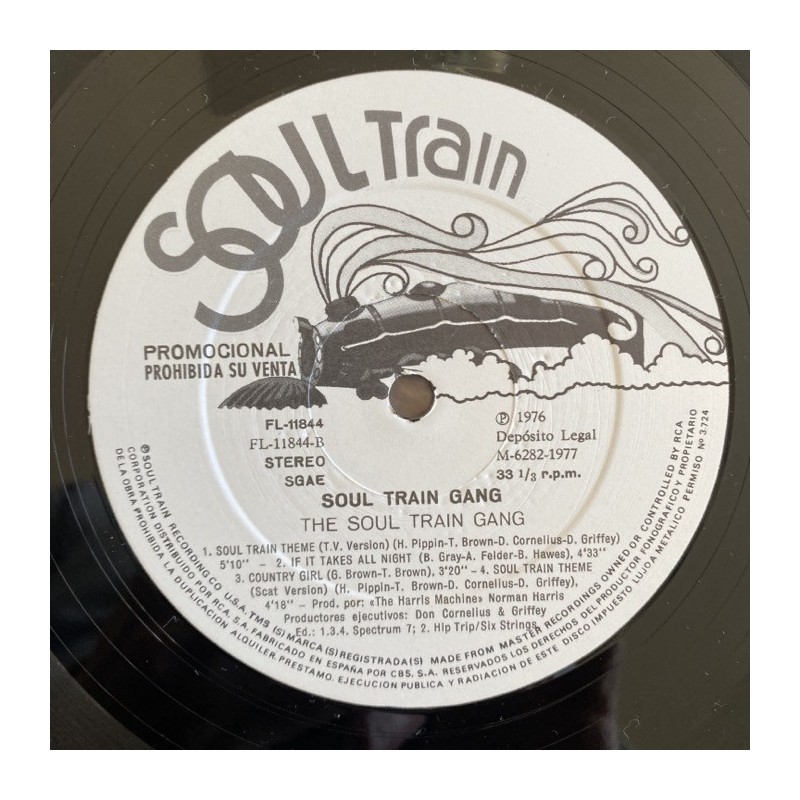 SOUL Train
PROMOCIONAL
PROHIBIDA SU VENTA
FL-11844
FL-11844-B
STEREO
SGAE
Ⓟ 1976
Depósito Legal
M-6282-1977
33 1/3 r.p.m.
SOUL TRAIN GANG
THE SOUL TRAIN GANG
1. SOUL TRAIN THEME (T.V. Version) (H. Pippin-T. Brown-D. Cornelius-D. Griffey)
5'10" - 2. IF IT TAKES ALL NIGHT (B. Gray-A. Felder-B. Hawes), 4'33"
3. COUNTRY GIRL (G. Brown-T. Brown), 3'20" - 4. SOUL TRAIN THEME
(Scat Version) (H. Pippin-T. Brown-D. Cornelius-D. Griffey),
4'18" - Prod. por: «The Harris Machine» Norman Harris
Productores ejecutivos: Don Cornelius & Griffey
Ed.: 1.3.4. Spectrum 7; 2. Hip Trip/Six Strings
Ⓟ SOUL TRAIN RECORDING CO U.S.A. TMS (S) MARCA(S) REGISTRADA(S) MADE FROM MASTER RECORDINGS OWNED OR CONTROLLED BY RCA
CORPORATION DISTRIBUIDO POR RCA, S.A. FABRICADO EN ESPAÑA POR CBS, S.A. RESERVADOS LOS DERECHOS DEL PRODUCTOR FONOGRAFICO Y PROPIETARIO
DE LA OBRA PROHIBIDA LA DUPLICACION ALQUILER, PRESTAMO, EJECUCION PUBLICA Y RADIACION DE ESTE DISCO IMPUESTO LUJO A METALICO PERMISO Nº 3.724